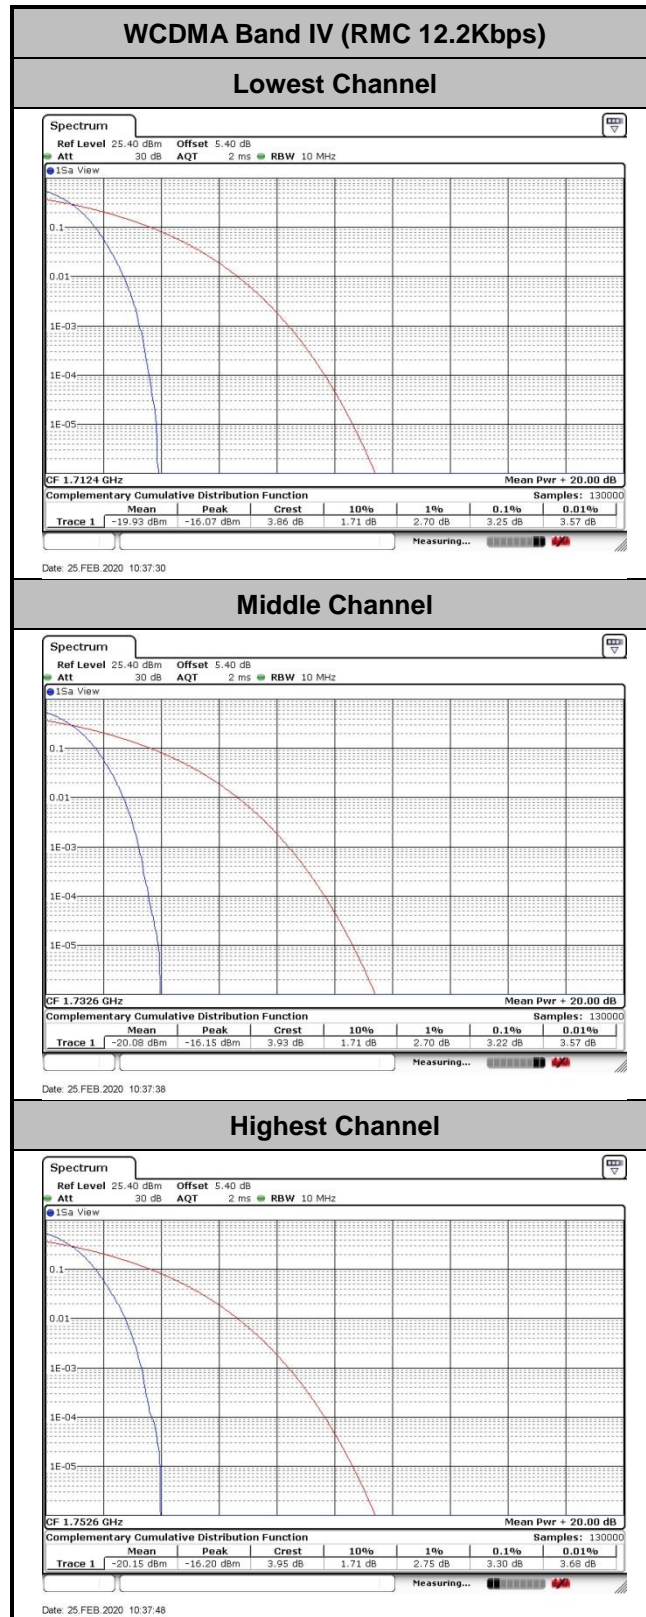 WCDMA Band IV (RMC 12.2Kbps)
Lowest Channel
Spectrum
Ref Level 25.40 dBm Offset 5.40 dB
Att 30 dB AQT 2 ms RBW 10 MHz
1Sa View
0.1
0.01
1E-03
1E-04
1E-05
CF 1.7124 GHz Mean Pwr + 20.00 dB
Complementary Cumulative Distribution Function Samples: 130000
Mean Peak Crest 10% 1% 0.1% 0.01%
Trace 1 -19.93 dBm -16.07 dBm 3.86 dB 1.71 dB 2.70 dB 3.25 dB 3.57 dB
Measuring...
Date: 25.FEB.2020 10:37:30
Middle Channel
Spectrum
Ref Level 25.40 dBm Offset 5.40 dB
Att 30 dB AQT 2 ms RBW 10 MHz
1Sa View
0.1
0.01
1E-03
1E-04
1E-05
CF 1.7326 GHz Mean Pwr + 20.00 dB
Complementary Cumulative Distribution Function Samples: 130000
Mean Peak Crest 10% 1% 0.1% 0.01%
Trace 1 -20.08 dBm -16.15 dBm 3.93 dB 1.71 dB 2.70 dB 3.22 dB 3.57 dB
Measuring...
Date: 25.FEB.2020 10:37:38
Highest Channel
Spectrum
Ref Level 25.40 dBm Offset 5.40 dB
Att 30 dB AQT 2 ms RBW 10 MHz
1Sa View
0.1
0.01
1E-03
1E-04
1E-05
CF 1.7526 GHz Mean Pwr + 20.00 dB
Complementary Cumulative Distribution Function Samples: 130000
Mean Peak Crest 10% 1% 0.1% 0.01%
Trace 1 -20.15 dBm -16.20 dBm 3.95 dB 1.71 dB 2.75 dB 3.30 dB 3.68 dB
Measuring...
Date: 25.FEB.2020 10:37:48